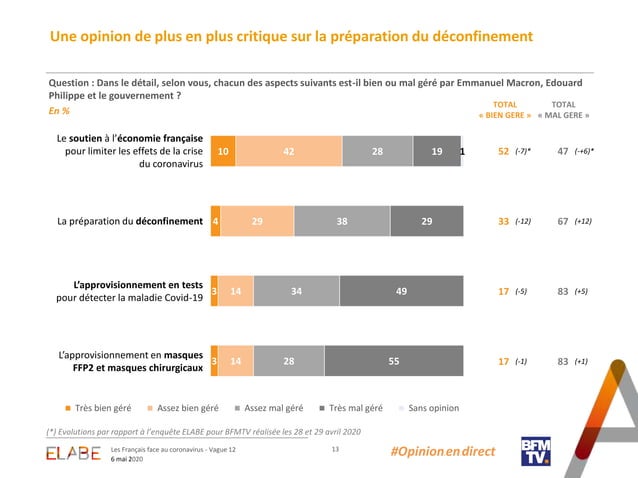 Une opinion de plus en plus critique sur la préparation du déconfinement
Question : Dans le détail, selon vous, chacun des aspects suivants est-il bien ou mal géré par Emmanuel Macron, Edouard
Philippe et le gouvernement ?
En %
TOTAL
« BIEN GERE »
TOTAL
« MAL GERE »
Le soutien à l'économie française
pour limiter les effets de la crise
du coronavirus
10 42 28 19 1 52 (-7)* 47 (-+6)*
La préparation du déconfinement 4 29 38 29 33 (-12) 67 (+12)
L'approvisionnement en tests
pour détecter la maladie Covid-19
3 14 34 49 17 (-5) 83 (+5)
L'approvisionnement en masques
FFP2 et masques chirurgicaux
3 14 28 55 17 (-1) 83 (+1)
Très bien géré Assez bien géré Assez mal géré Très mal géré Sans opinion
(*) Evolutions par rapport à l'enquête ELABE pour BFMTV réalisée les 28 et 29 avril 2020
ELABE
Les Français face au coronavirus - Vague 12
6 mai 2020
13
#Opinion en direct
BFM
TV.